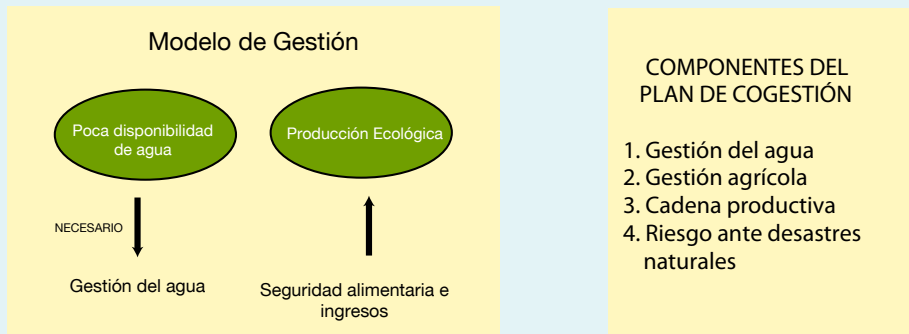 Modelo de Gestión
Poca disponibilidad
de agua
Producción Ecológica
NECESARIO
Gestión del agua
Seguridad alimentaria e
ingresos
COMPONENTES DEL
PLAN DE COGESTIÓN
1. Gestión del agua
2. Gestión agrícola
3. Cadena productiva
4. Riesgo ante desastres
naturales